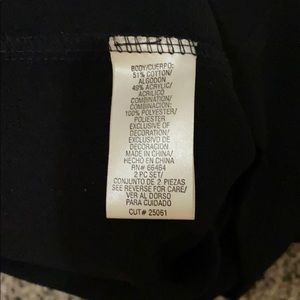 BODY/CUERPO:
51% COTTON/
ALGODON
49% ACRYLIC/
ACRILICO
COMBINATION/
COMBINACION:
100% POLYESTER/
POLIESTER
EXCLUSIVE OF
DECORATION/
EXCLUSIVA DE
DECORACION.
MADE IN CHINA/
HECHO EN CHINA
RN# 66464
2 PC SET/
CONJUNTO DE 2-PIEZAS
SEE REVERSE FOR CARE/
VER AL DORSO
PARA CUIDADO
CUT# 25061